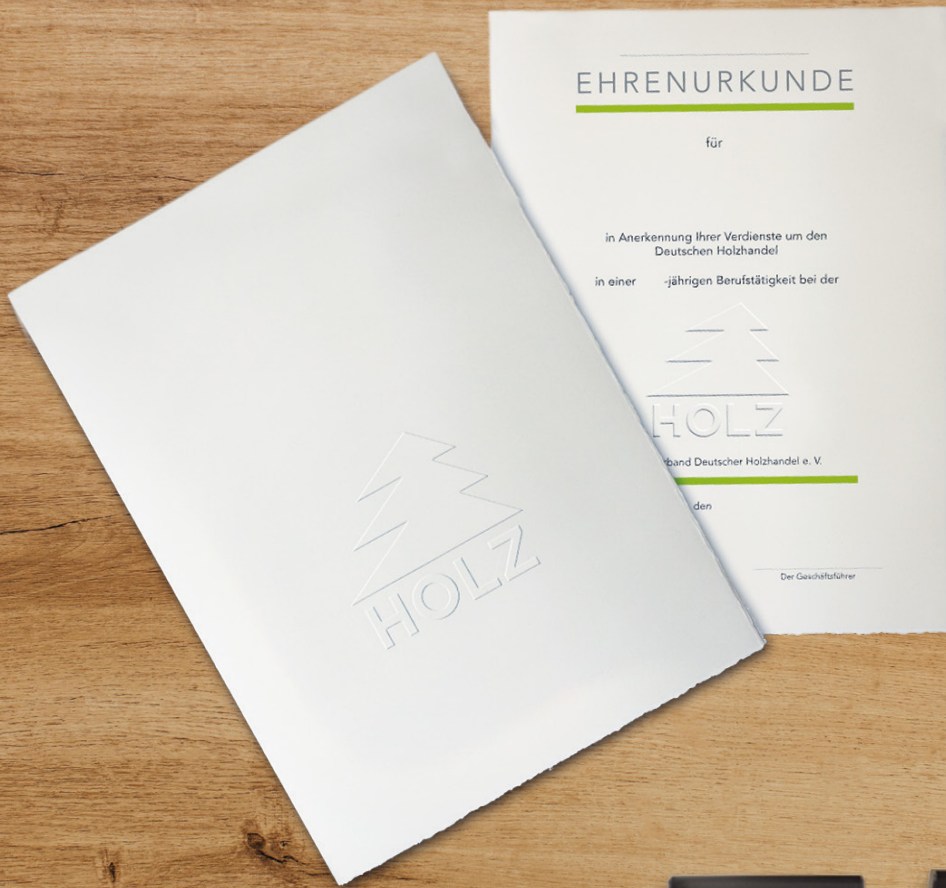 EHRENURKUNDE
für
in Anerkennung Ihrer Verdienste um den
Deutschen Holzhandel
in einer -jährigen Berufstätigkeit bei der
HOLZ
Deutscher Holzhandel e. V.
den
Der Geschäftsführer
HOLZ